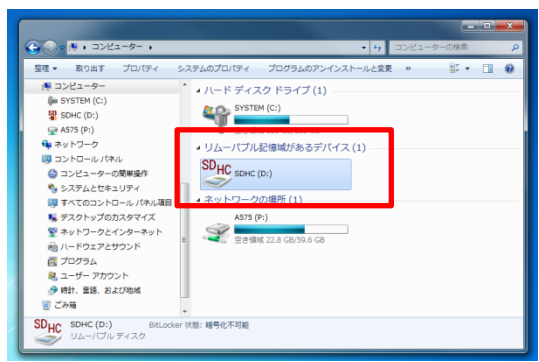 コンピューター
コンピューターの検索
整理 取り出す プロパティ システムのプロパティ プログラムのアンインストールと変更 »
コンピューター
SYSTEM (C:)
SDHC (D:)
A575 (P:)
ネットワーク
コントロール パネル
コンピューターの簡単操作
システムとセキュリティ
すべてのコントロール パネル項目
デスクトップのカスタマイズ
ネットワークとインターネット
ハードウェアとサウンド
プログラム
ユーザー アカウント
時計、言語、および地域
ごみ箱
ハード ディスク ドライブ (1)
SYSTEM (C:)
リムーバブル記憶域があるデバイス (1)
SDHC
SDHC (D:)
ネットワークの場所 (1)
A575 (P:)
空き領域 22.8 GB/59.6 GB
SDHC
SDHC (D:) BitLocker 状態: 暗号化不可能
リムーバブル ディスク